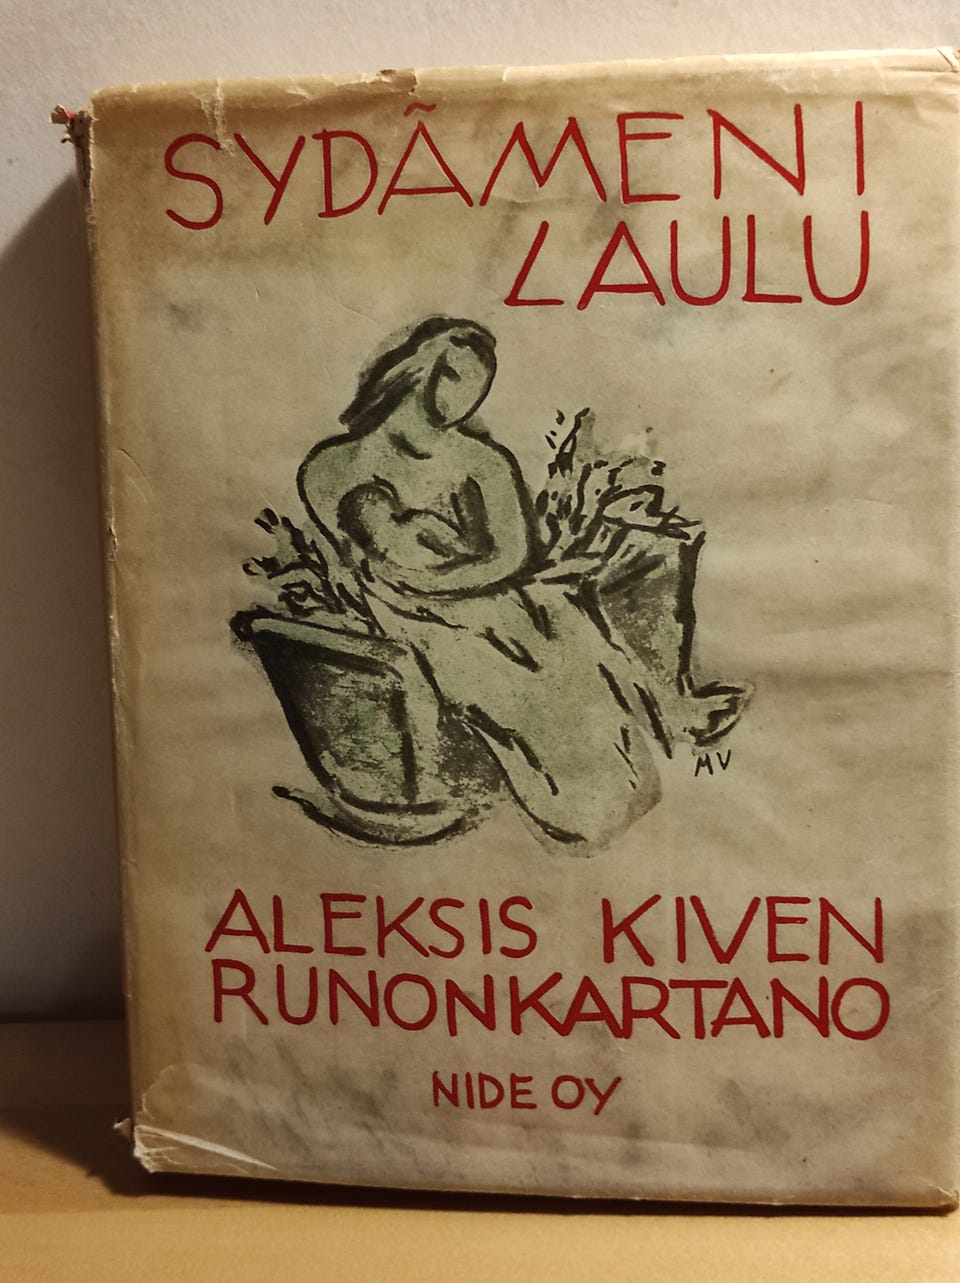 SYDÄMENI
LAULU
MV
ALEKSIS KIVEN
RUNONKARTANO
NIDE OY